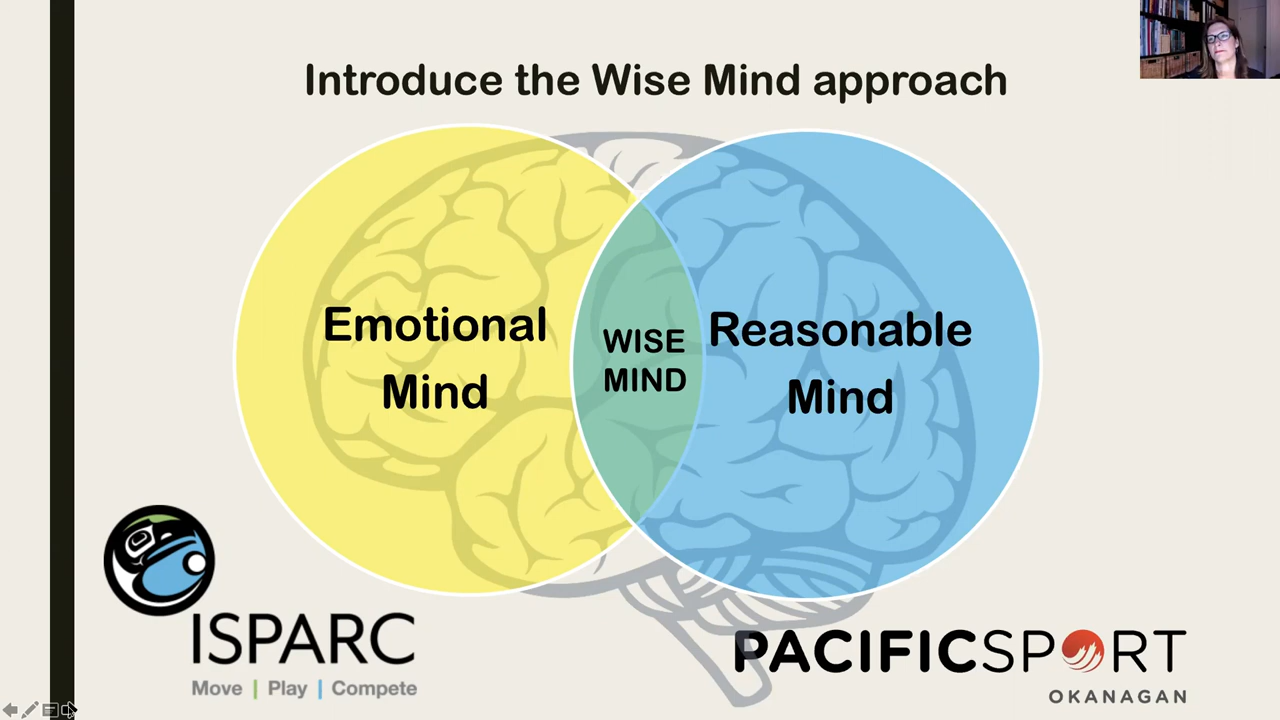 Introduce the Wise Mind approach
Emotional
Mind
WISE
MIND
Reasonable
Mind
ISPARC
Move | Play | Compete
PACIFICSPORT
OKANAGAN